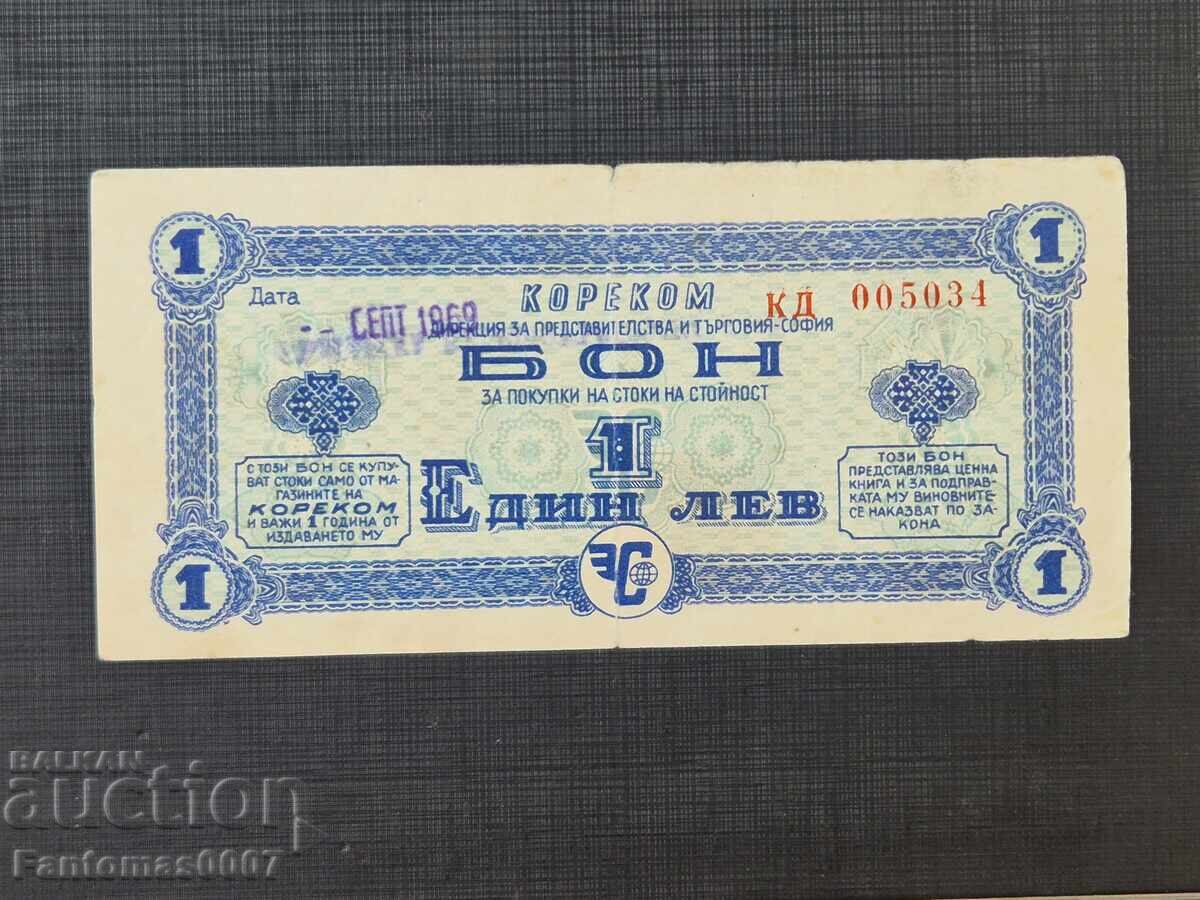 1
1
Дата
КОРЕКОМ
КД 005034
СЕПТ 1969
ДИРЕКЦИЯ ЗА ПРЕДСТАВИТЕЛСТВА И ТЪРГОВИЯ-СОФИЯ
БОН
ЗА ПОКУПКИ НА СТОКИ НА СТОЙНОСТ
1
ЕДИН ЛЕВ
С ТОЗИ БОН СЕ КУПУ-
ВАТ СТОКИ САМО ОТ МА-
ГАЗИНИТЕ НА
КОРЕКОМ
И ВАЖИ 1 ГОДИНА ОТ
ИЗДАВАНЕТО МУ
ТОЗИ БОН
ПРЕДСТАВЛЯВА ЦЕННА
КНИГА И ЗА ПОДПРАВ-
КАТА МУ ВИНОВНИТЕ
СЕ НАКАЗВАТ ПО ЗА-
КОНА
1
1
BALKAN
auction
Fantomas0007